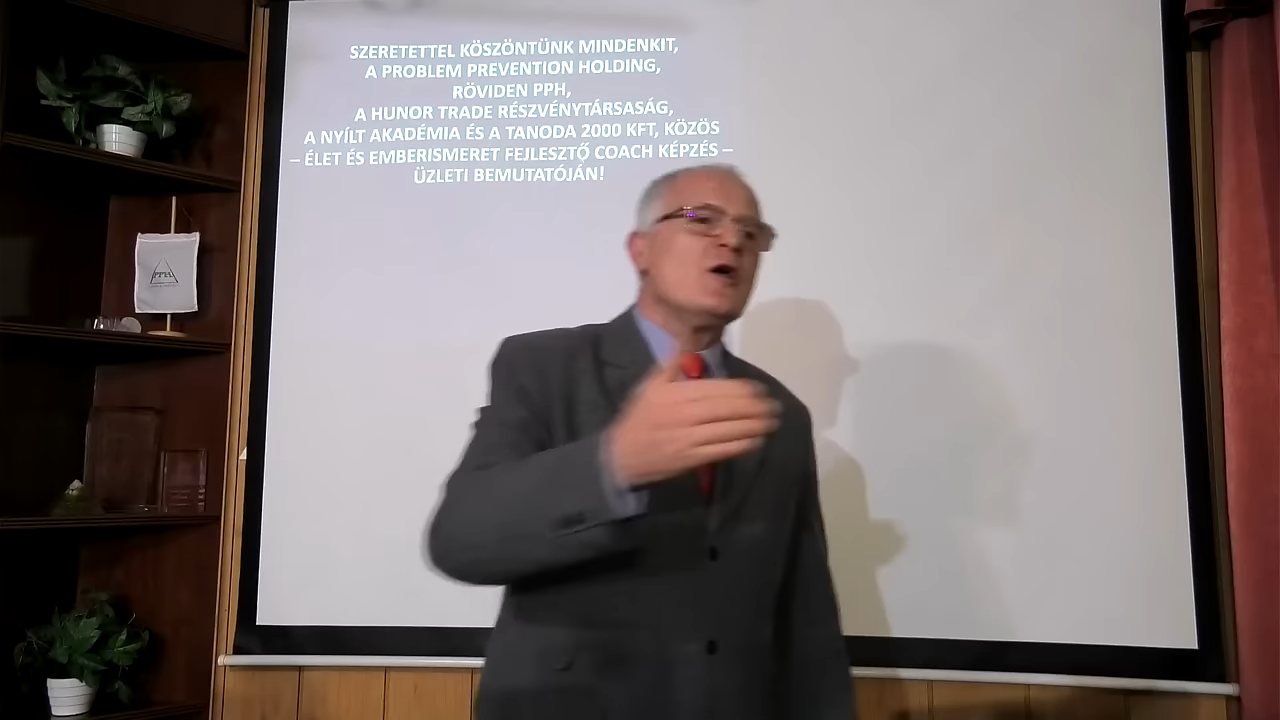 SZERETETTEL KÖSZÖNTÜNK MINDENKIT,
A PROBLEM PREVENTION HOLDING,
RÖVIDEN PPH,
A HUNOR TRADE RÉSZVÉNYTÁRSASÁG,
A NYÍLT AKADÉMIA ÉS A TANODA 2000 KFT, KÖZÖS
– ÉLET ÉS EMBERISMERET FEJLESZTŐ COACH KÉPZÉS –
ÜZLETI BEMUTATÓJÁN!